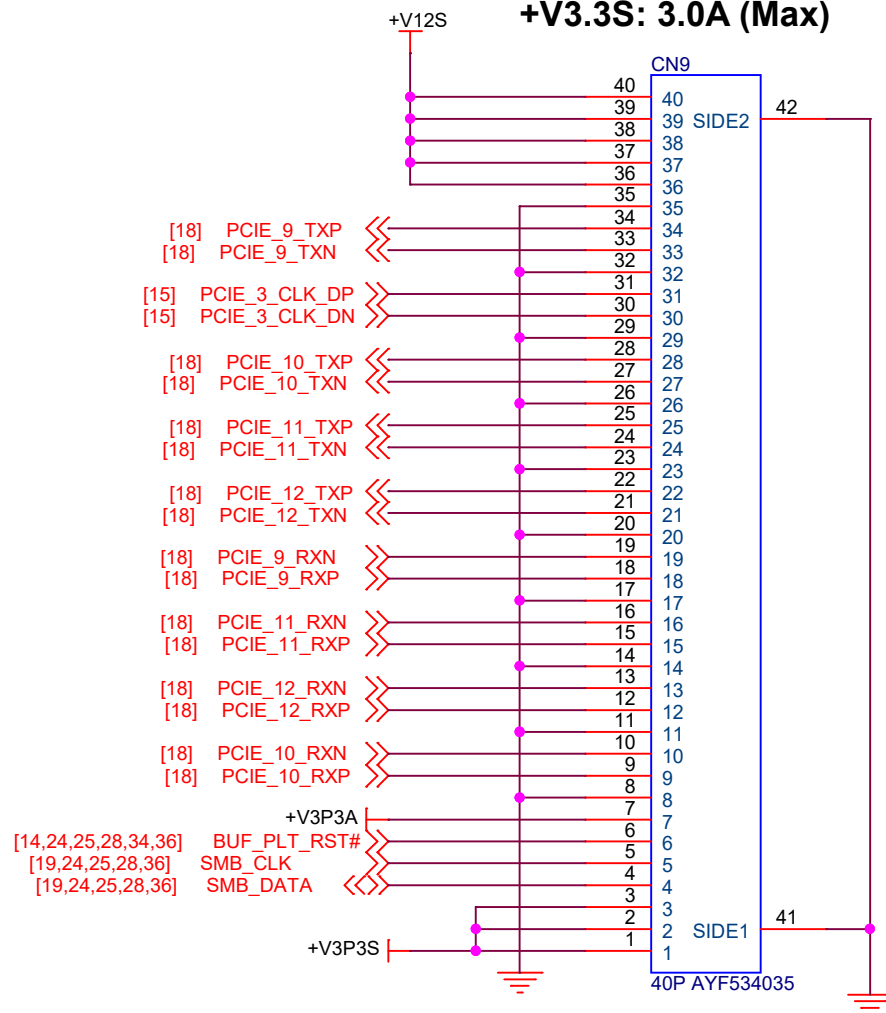 +V3.3S: 3.0A (Max)
+V12S
CN9
40 40
39 39 SIDE2 42
38 38
37 37
36 36
35 35
[18] PCIE_9_TXP 34 34
[18] PCIE_9_TXN 33 33
32 32
[15] PCIE_3_CLK_DP 31 31
[15] PCIE_3_CLK_DN 30 30
29 29
[18] PCIE_10_TXP 28 28
[18] PCIE_10_TXN 27 27
26 26
[18] PCIE_11_TXP 25 25
[18] PCIE_11_TXN 24 24
23 23
[18] PCIE_12_TXP 22 22
[18] PCIE_12_TXN 21 21
20 20
[18] PCIE_9_RXN 19 19
[18] PCIE_9_RXP 18 18
17 17
[18] PCIE_11_RXN 16 16
[18] PCIE_11_RXP 15 15
14 14
[18] PCIE_12_RXN 13 13
[18] PCIE_12_RXP 12 12
11 11
[18] PCIE_10_RXN 10 10
[18] PCIE_10_RXP 9 9
8 8
+V3P3A 7 7
[14,24,25,28,34,36] BUF_PLT_RST# 6 6
[19,24,25,28,36] SMB_CLK 5 5
[19,24,25,28,36] SMB_DATA 4 4
3 3
2 2 SIDE1 41
+V3P3S 1 1
40P AYF534035